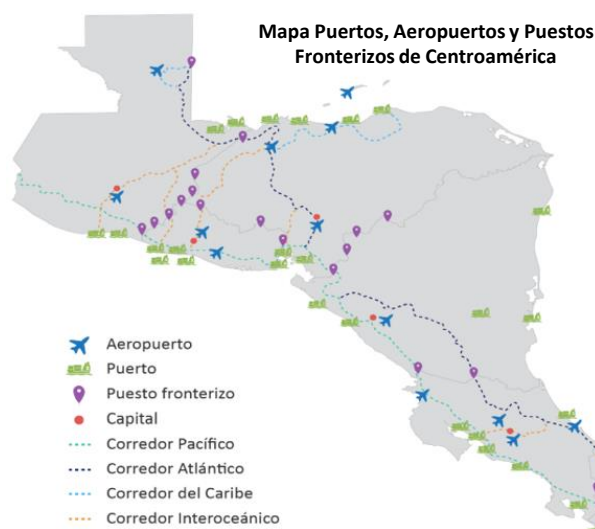 Mapa Puertos, Aeropuertos y Puestos
Fronterizos de Centroamérica
Aeropuerto
Puerto
Puesto fronterizo
Capital
Corredor Pacífico
Corredor Atlántico
Corredor del Caribe
Corredor Interoceánico